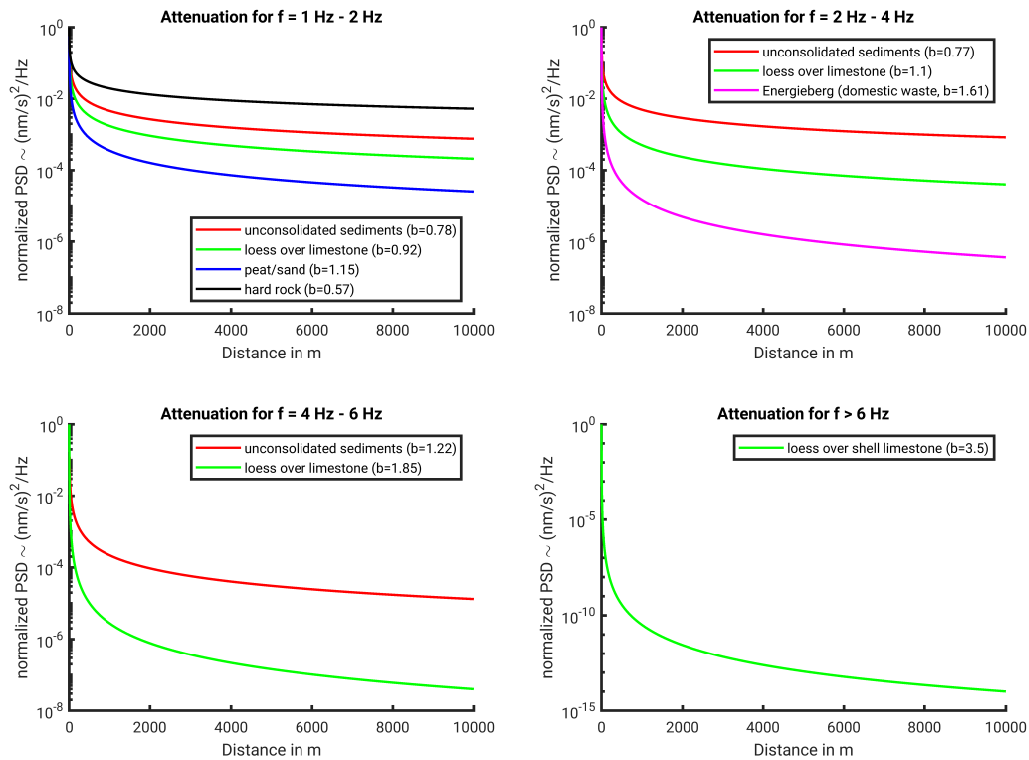 Attenuation for f = 1 Hz - 2 Hz
normalized PSD ~ (nm/s)^2/Hz
10^0
10^-2
10^-4
10^-6
10^-8
unconsolidated sediments (b=0.78)
loess over limestone (b=0.92)
peat/sand (b=1.15)
hard rock (b=0.57)
0 2000 4000 6000 8000 10000
Distance in m
Attenuation for f = 2 Hz - 4 Hz
normalized PSD ~ (nm/s)^2/Hz
10^0
10^-2
10^-4
10^-6
10^-8
unconsolidated sediments (b=0.77)
loess over limestone (b=1.1)
Energieberg (domestic waste, b=1.61)
0 2000 4000 6000 8000 10000
Distance in m
Attenuation for f = 4 Hz - 6 Hz
normalized PSD ~ (nm/s)^2/Hz
10^0
10^-2
10^-4
10^-6
10^-8
unconsolidated sediments (b=1.22)
loess over limestone (b=1.85)
0 2000 4000 6000 8000 10000
Distance in m
Attenuation for f > 6 Hz
normalized PSD ~ (nm/s)^2/Hz
10^0
10^-5
10^-10
10^-15
loess over shell limestone (b=3.5)
0 2000 4000 6000 8000 10000
Distance in m